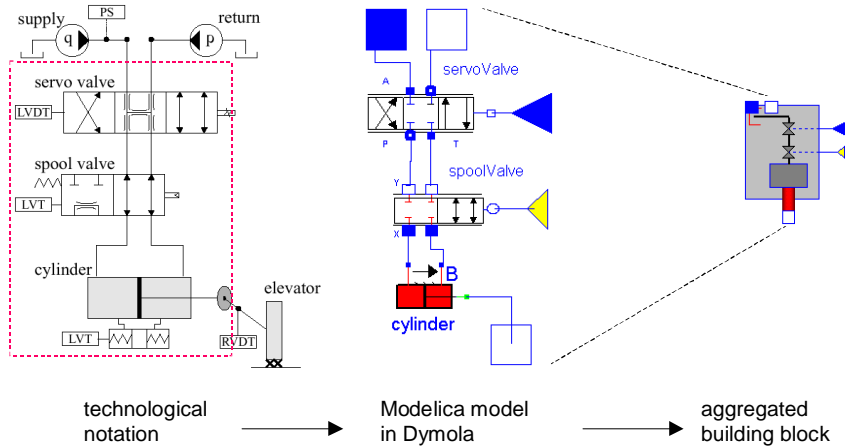 supply
PS
return
q
p
servo valve
LVDT
spool valve
LVT
cylinder
elevator
LVT
RVDT
A
servoValve
P
T
Y
spoolValve
X
B
cylinder
technological
notation
Modelica model
in Dymola
aggregated
building block